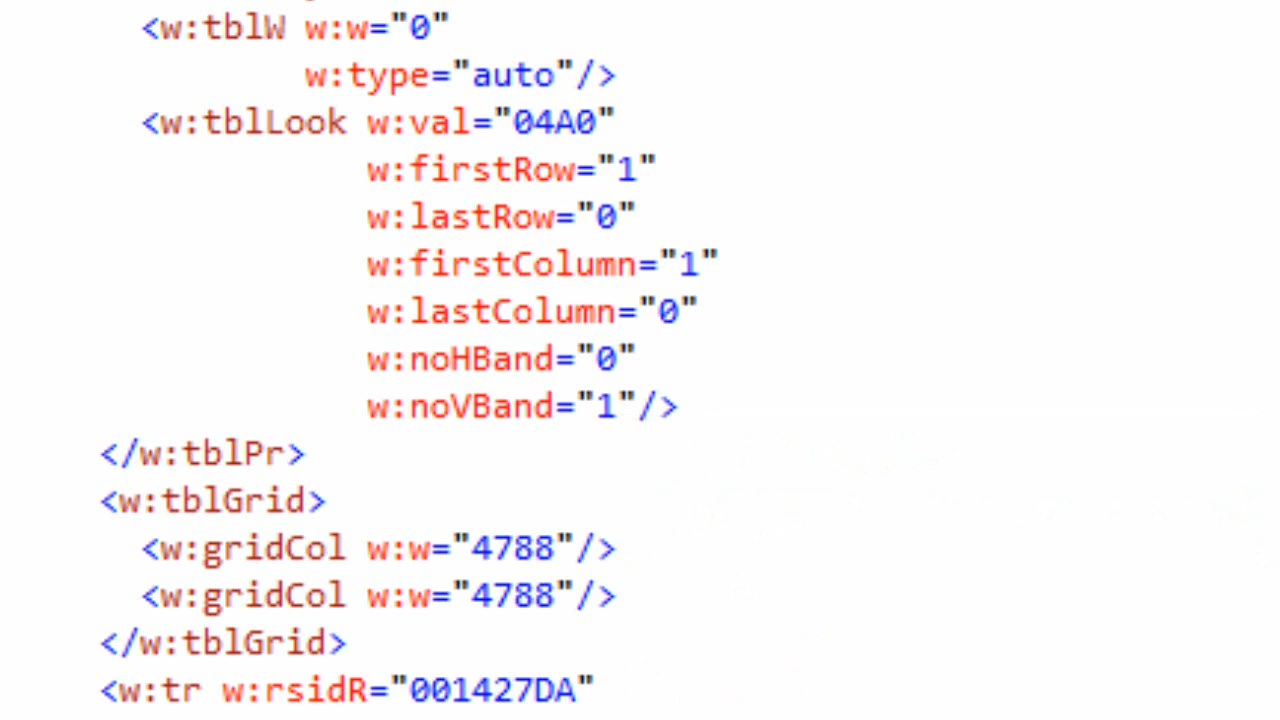 <w:tblW w:w="0"
w:type="auto"/>
<w:tblLook w:val="04A0"
w:firstRow="1"
w:lastRow="0"
w:firstColumn="1"
w:lastColumn="0"
w:noHBand="0"
w:noVBand="1"/>
</w:tblPr>
<w:tblGrid>
<w:gridCol w:w="4788"/>
<w:gridCol w:w="4788"/>
</w:tblGrid>
<w:tr w:rsidR="001427DA"